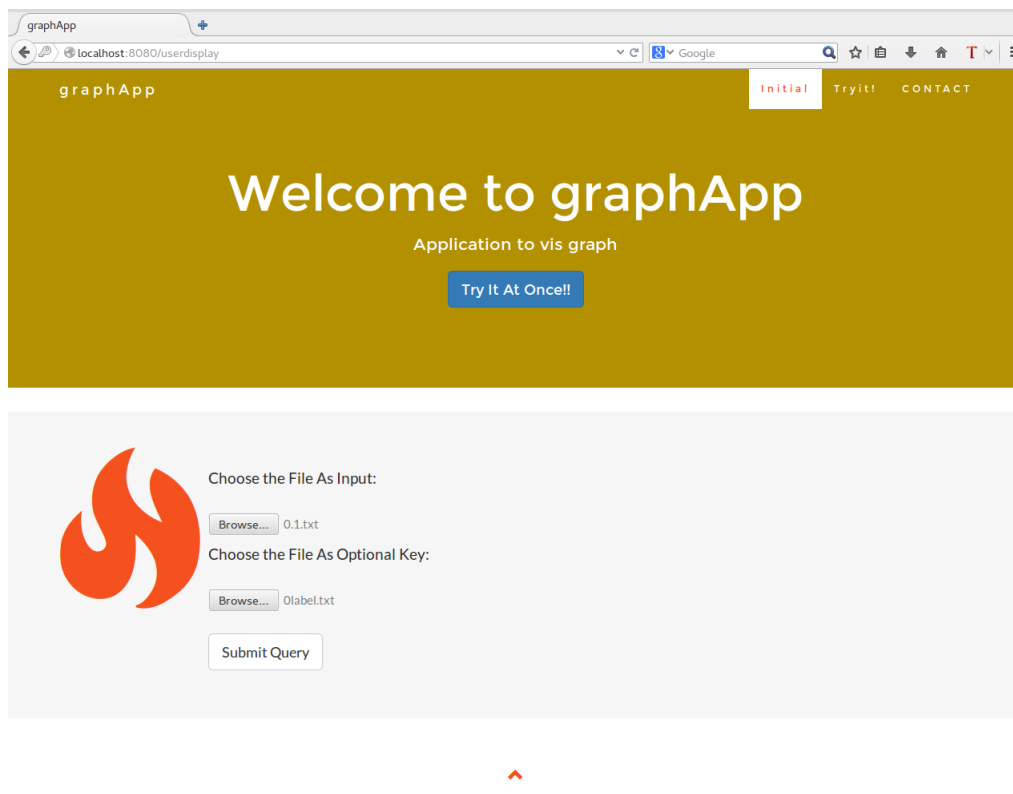 graphApp
localhost:8080/userdisplay
Google
graphApp
Initial Tryit! CONTACT
Welcome to graphApp
Application to vis graph
Try It At Once!!
Choose the File As Input:
Browse... 0.1.txt
Choose the File As Optional Key:
Browse... 0label.txt
Submit Query